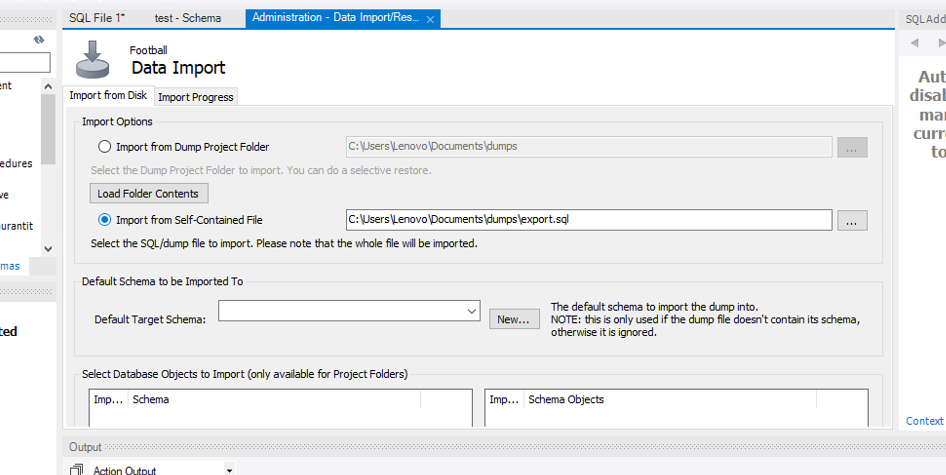 SQL File 1*
test - Schema
Administration - Data Import/Res...
SQL Add
Football
Data Import
Import from Disk
Import Progress
Import Options
Import from Dump Project Folder
C:\Users\Lenovo\Documents\dumps
...
Select the Dump Project Folder to import. You can do a selective restore.
Load Folder Contents
Import from Self-Contained File
C:\Users\Lenovo\Documents\dumps\export.sql
...
Select the SQL/dump file to import. Please note that the whole file will be imported.
Default Schema to be Imported To
Default Target Schema:
New...
The default schema to import the dump into.
NOTE: this is only used if the dump file doesn't contain its schema,
otherwise it is ignored.
Select Database Objects to Import (only available for Project Folders)
Imp...
Schema
Imp...
Schema Objects
Output
Action Output
ent
edures
ve
urantit
mas
ted
Aut
disab
mar
curre
to
Context